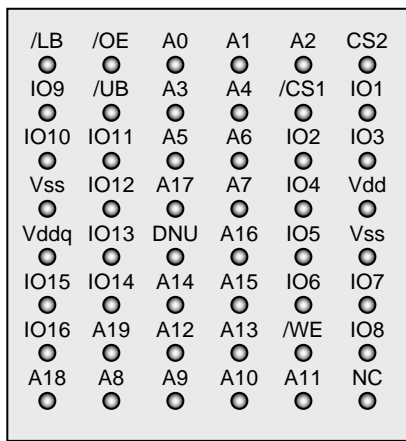 /LB /OE A0 A1 A2 CS2
IO9 /UB A3 A4 /CS1 IO1
IO10 IO11 A5 A6 IO2 IO3
Vss IO12 A17 A7 IO4 Vdd
Vddq IO13 DNU A16 IO5 Vss
IO15 IO14 A14 A15 IO6 IO7
IO16 A19 A12 A13 /WE IO8
A18 A8 A9 A10 A11 NC